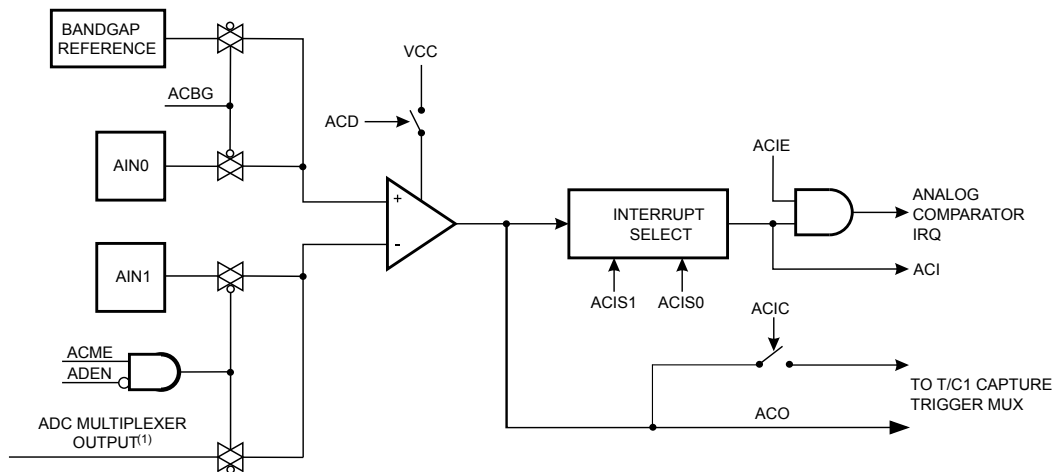 BANDGAP
REFERENCE
VCC
ACBG
ACD
AIN0
ACIE
+
ANALOG
COMPARATOR
IRQ
INTERRUPT
SELECT
-
AIN1
ACI
ACIS1
ACIS0
ACIC
ACME
ADEN
TO T/C1 CAPTURE
TRIGGER MUX
ACO
ADC MULTIPLEXER
OUTPUT(1)